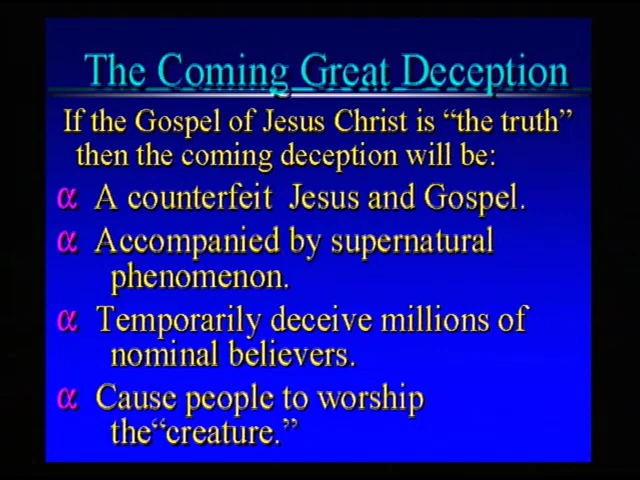 The Coming Great Deception
If the Gospel of Jesus Christ is “the truth”
then the coming deception will be:
α A counterfeit Jesus and Gospel.
α Accompanied by supernatural
phenomenon.
α Temporarily deceive millions of
nominal believers.
α Cause people to worship
the“creature.”